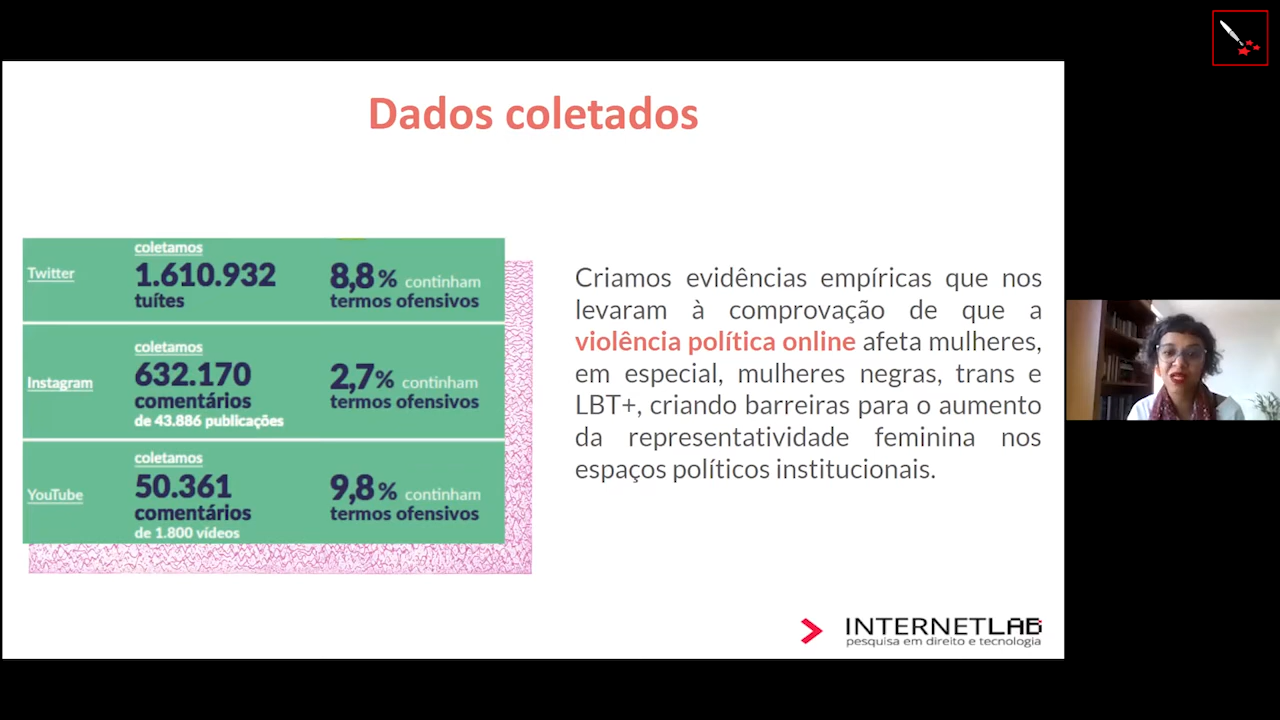 Dados coletados
coletamos
Twitter
1.610.932
tuítes
8,8% continham
termos ofensivos
coletamos
Instagram
632.170
comentários
de 43.886 publicações
2,7% continham
termos ofensivos
coletamos
YouTube
50.361
comentários
de 1.800 vídeos
9,8% continham
termos ofensivos
Criamos evidências empíricas que nos
levaram à comprovação de que a
violência política online afeta mulheres,
em especial, mulheres negras, trans e
LBT+, criando barreiras para o aumento
da representatividade feminina nos
espaços políticos institucionais.
INTERNETLAB
pesquisa em direito e tecnologia